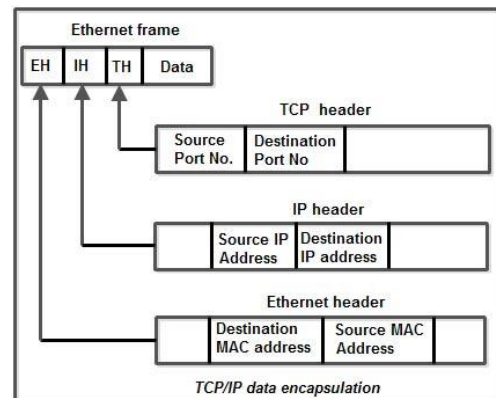 Ethernet frame
EH IH TH Data
TCP header
Source Port No. Destination Port No
IP header
Source IP Address Destination IP address
Ethernet header
Destination MAC address Source MAC Address
TCP/IP data encapsulation